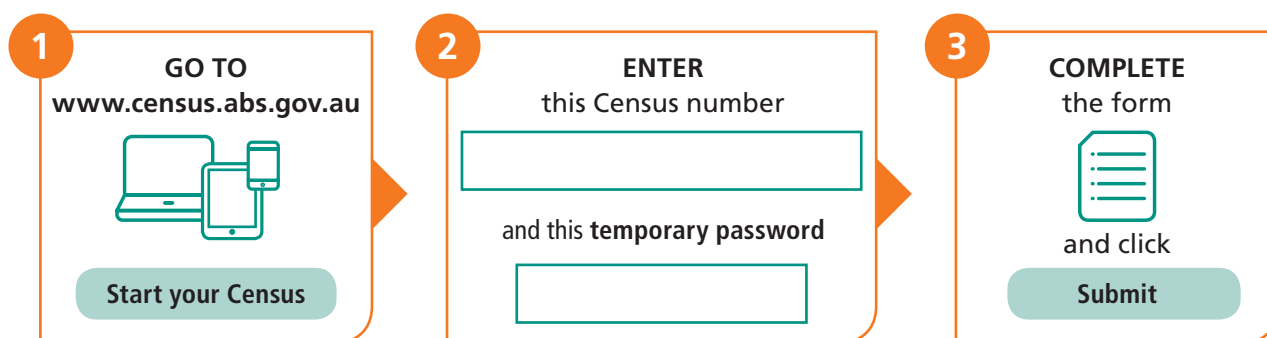 1
GO TO
www.census.abs.gov.au
Start your Census
2
ENTER
this Census number
and this temporary password
3
COMPLETE
the form
and click
Submit